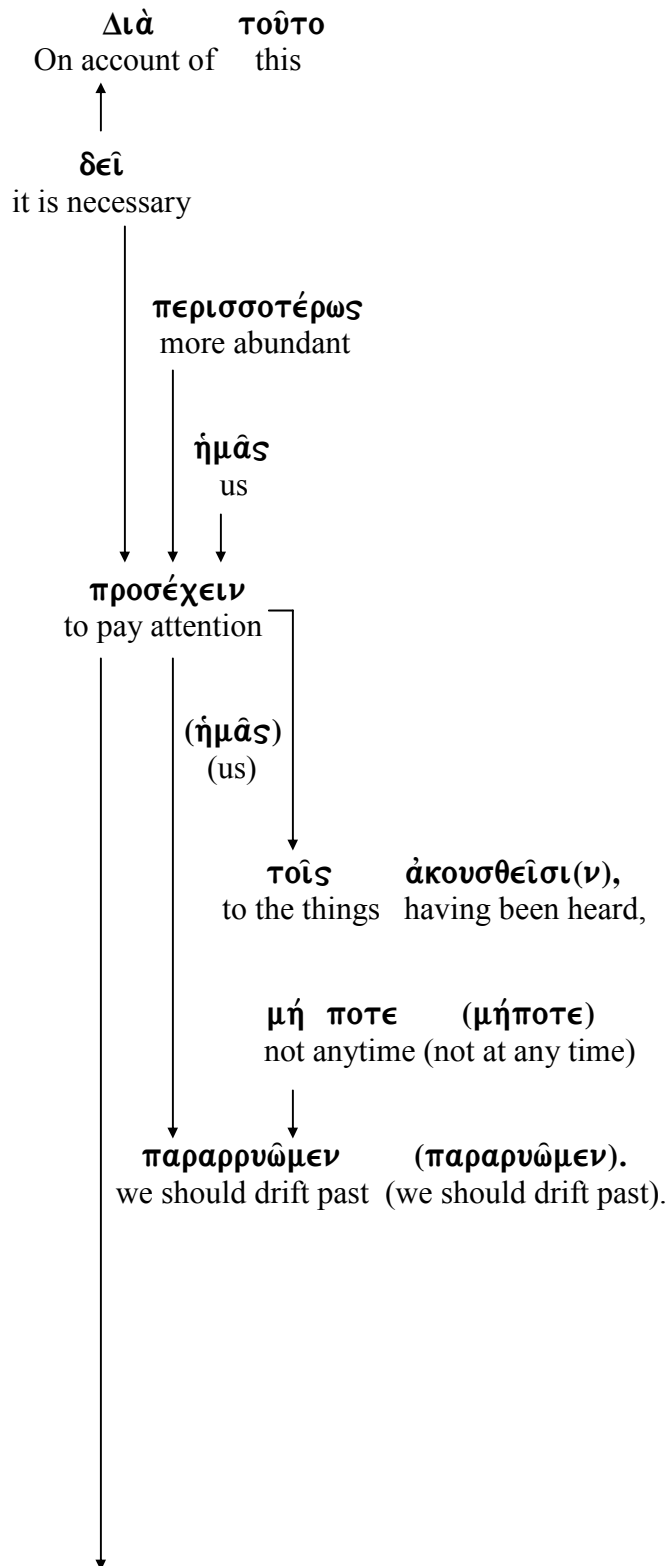 Διὰ τοῦτο
On account of this
δεῖ
it is necessary
περισσοτέρως
more abundant
ἡμᾶς
us
προσέχειν
to pay attention
(ἡμᾶς)
(us)
τοῖς ἀκουσθεῖσι(ν),
to the things having been heard,
μή ποτε (μήποτε)
not anytime (not at any time)
παραρρυῶμεν (παραρυῶμεν).
we should drift past (we should drift past).